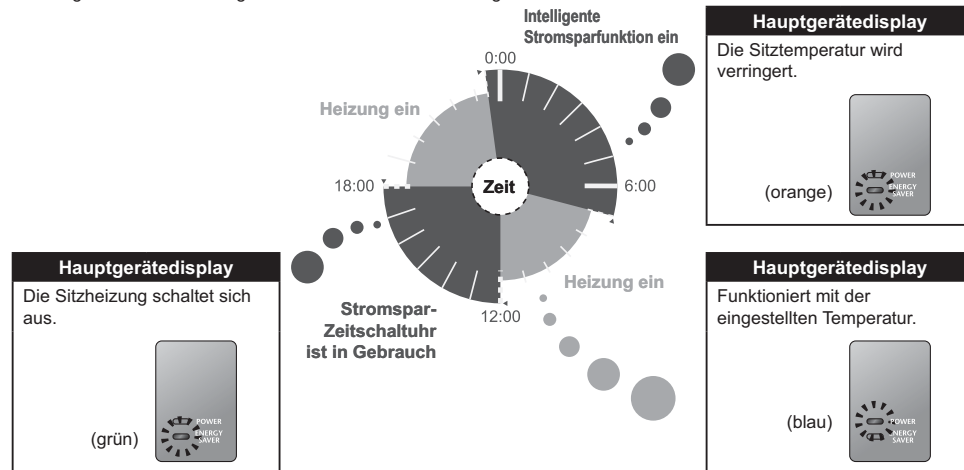 Intelligente
Stromsparfunktion ein
0:00
Heizung ein
18:00
Zeit
6:00
Heizung ein
12:00
Stromspar-
Zeitschaltuhr
ist in Gebrauch
Hauptgerätedisplay
Die Sitztemperatur wird
verringert.
(orange)
POWER
ENERGY
SAVER
Hauptgerätedisplay
Die Sitzheizung schaltet sich
aus.
(grün)
POWER
ENERGY
SAVER
Hauptgerätedisplay
Funktioniert mit der
eingestellten Temperatur.
(blau)
POWER
ENERGY
SAVER